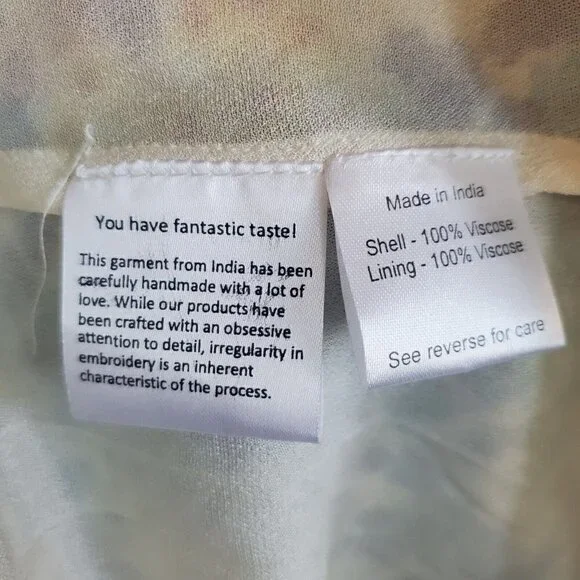 You have fantastic taste!
This garment from India has been
carefully handmade with a lot of
love. While our products have
been crafted with an obsessive
attention to detail, irregularity in
embroidery is an inherent
characteristic of the process.
Made in India
Shell - 100% Viscose
Lining - 100% Viscose
See reverse for care